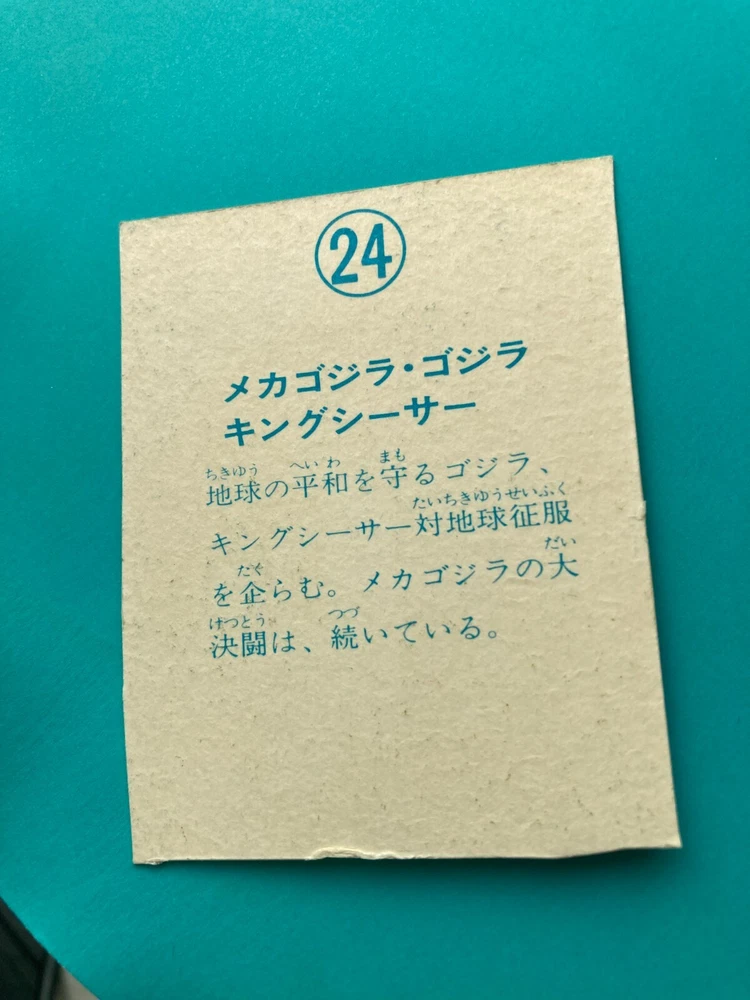 24
メカゴジラ・ゴジラ
キングシーサー
ちきゆう へいわ まも
地球の平和を守るゴジラ、
たいちきゆうせいふく
キングシーサー対地球征服
たく だい
を企らむ。メカゴジラの大
けつとう つづ
決闘は、続いている。